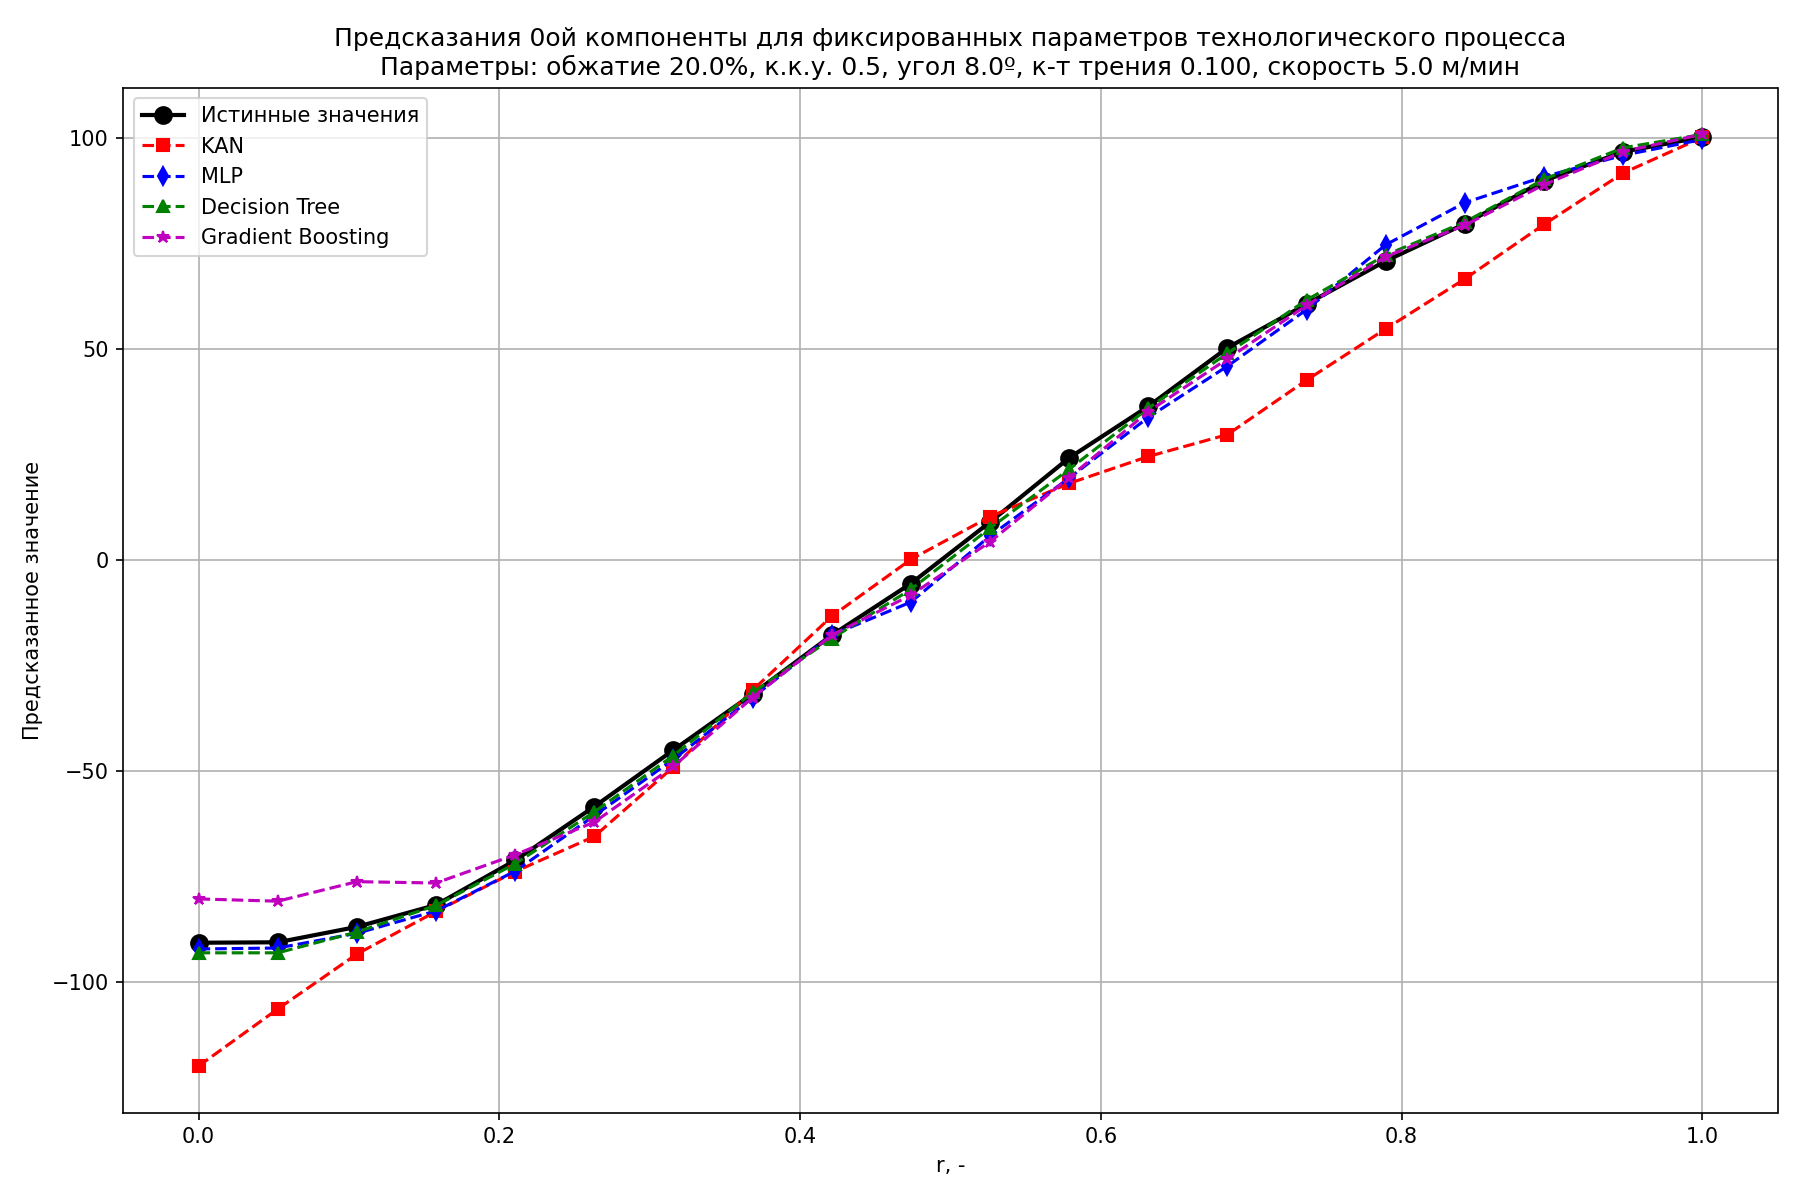 Предсказания 0ой компоненты для фиксированных параметров технологического процесса
Параметры: обжатие 20.0%, к.к.у. 0.5, угол 8.0º, к-т трения 0.100, скорость 5.0 м/мин
Истинные значения
KAN
MLP
Decision Tree
Gradient Boosting
Предсказанное значение
100
50
0
−50
−100
0.0
0.2
0.4
0.6
0.8
1.0
r, -